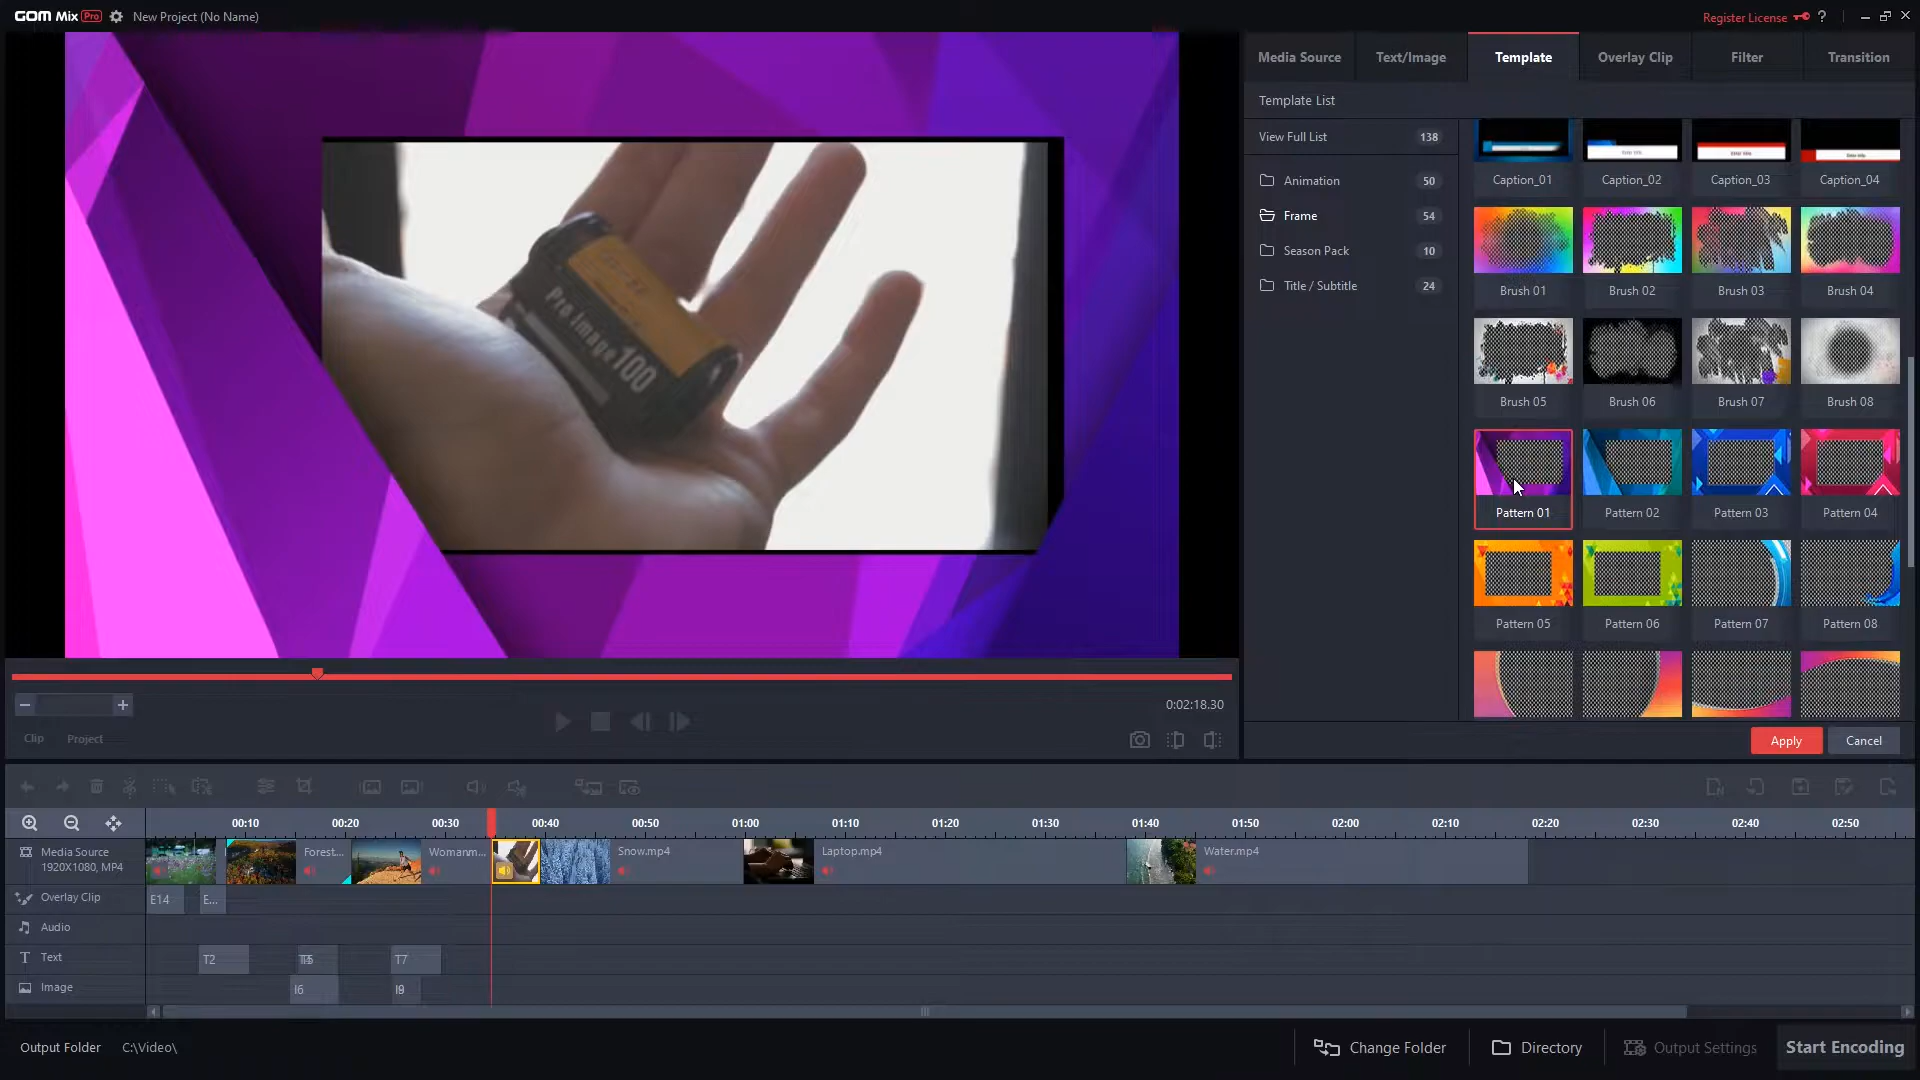 GOM Mix Pro
New Project (No Name)
Register License
?
Media Source
Text/Image
Template
Overlay Clip
Filter
Transition
Template List
View Full List 138
Animation 50
Frame 54
Season Pack 10
Title / Subtitle 24
Caption_01
Caption_02
Caption_03
Caption_04
Brush 01
Brush 02
Brush 03
Brush 04
Brush 05
Brush 06
Brush 07
Brush 08
Pattern 01
Pattern 02
Pattern 03
Pattern 04
Pattern 05
Pattern 06
Pattern 07
Pattern 08
Apply
Cancel
Pro Image 100
0:02:18.30
Clip
Project
00:10
00:20
00:30
00:40
00:50
01:00
01:10
01:20
01:30
01:40
01:50
02:00
02:10
02:20
02:30
02:40
02:50
Media Source
1920X1080, MP4
Forest...
Womanm...
Snow.mp4
Laptop.mp4
Water.mp4
Overlay Clip
E14
E...
Audio
Text
T2
T7
Image
I6
I9
Output Folder
C:\Video\
Change Folder
Directory
Output Settings
Start Encoding